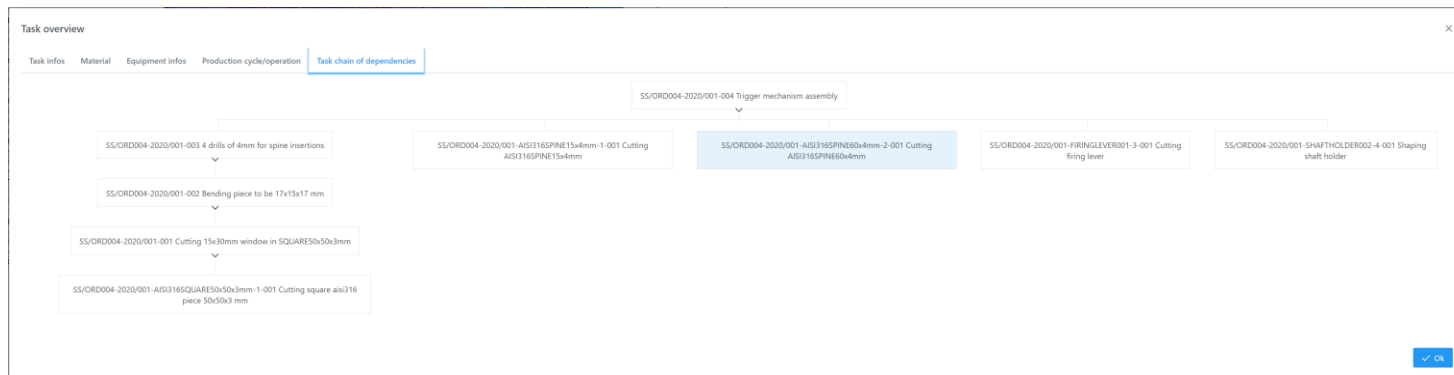 Task overview
Task infos Material Equipment infos Production cycle/operation Task chain of dependencies
SS/ORD004-2020/001-004 Trigger mechanism assembly
SS/ORD004-2020/001-003 4 drills of 4mm for spine insertions
SS/ORD004-2020/001-AISI316SPINE15x4mm-1-001 Cutting
AISI316SPINE15x4mm
SS/ORD004-2020/001-AISI316SPINE60x4mm-2-001 Cutting
AISI316SPINE60x4mm
SS/ORD004-2020/001-FIRINGLEVER001-3-001 Cutting
firing lever
SS/ORD004-2020/001-SHAFTHOLDER002-4-001 Shaping
shaft holder
SS/ORD004-2020/001-002 Bending piece to be 17x15x17 mm
SS/ORD004-2020/001-001 Cutting 15x30mm window in SQUARE50x50x3mm
SS/ORD004-2020/001-AISI316SQUARE50x50x3mm-1-001 Cutting square aisi316
piece 50x50x3 mm
Ok